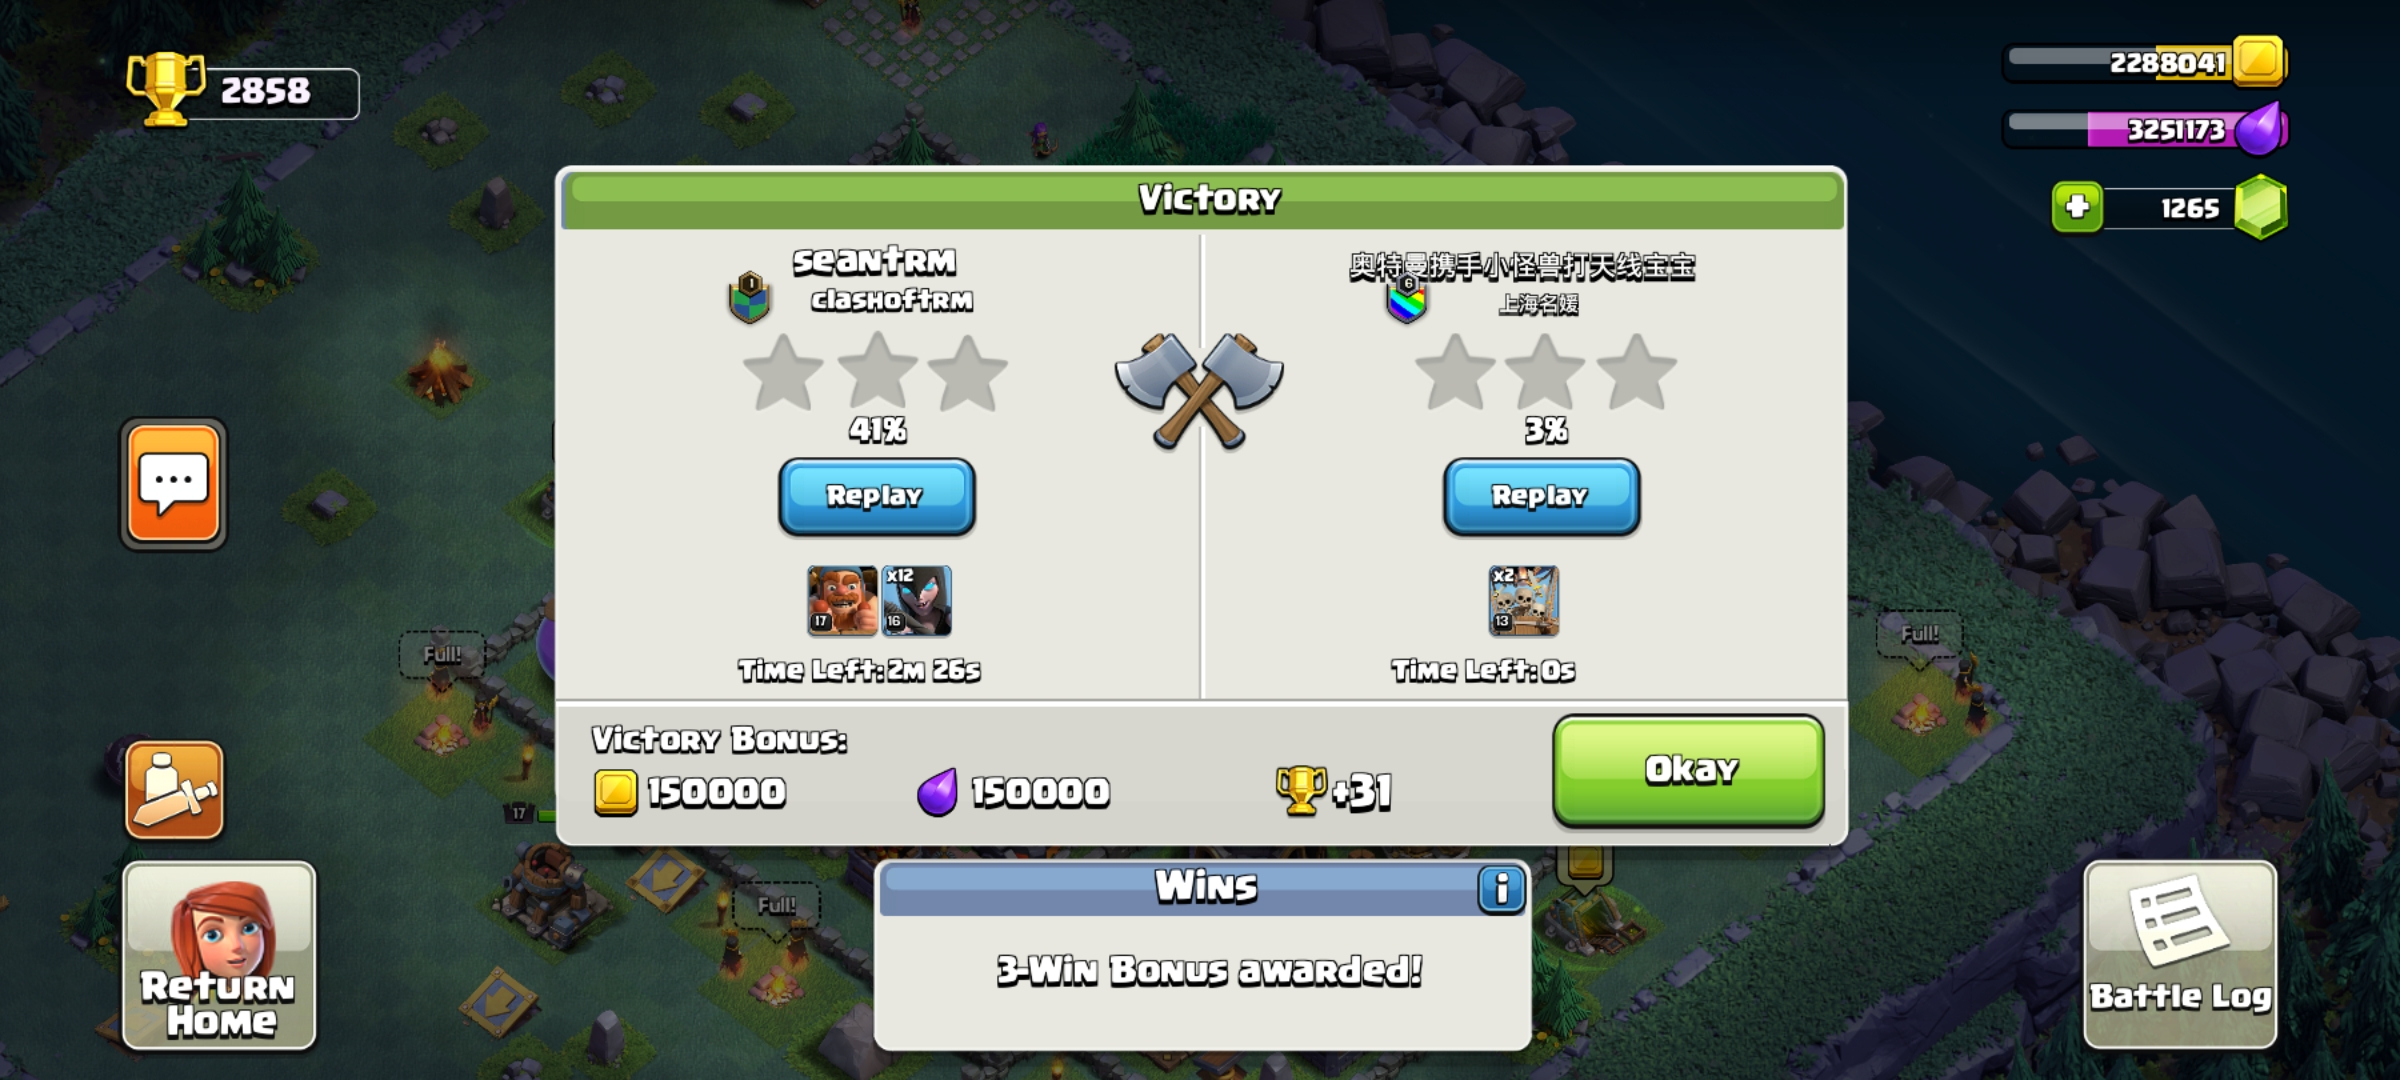 2858
2288041
3251173
1265
Victory
seantRM
clashoftRM
1
41%
Replay
17
x12
16
Time Left: 2m 26s
奥特曼携手小怪兽打天线宝宝
6
上海名媛
3%
Replay
x2
13
Time Left: 0s
Full!
Full!
Victory Bonus:
150000
150000
+31
Okay
17
Full!
Wins
i
3-Win Bonus awarded!
Return
Home
Battle Log